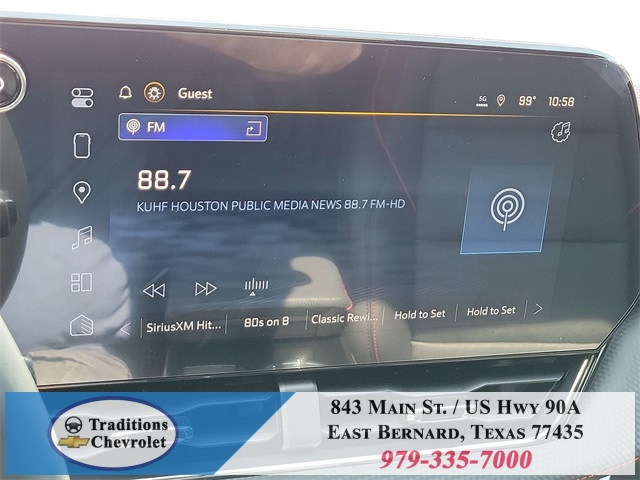 Guest
5G 99° 10:58
FM
88.7
KUHF HOUSTON PUBLIC MEDIA NEWS 88.7 FM-HD
SiriusXM Hit... 80s on 8 Classic Rewi... Hold to Set Hold to Set
Traditions
Chevrolet
843 Main St. / US Hwy 90A
East Bernard, Texas 77435
979-335-7000